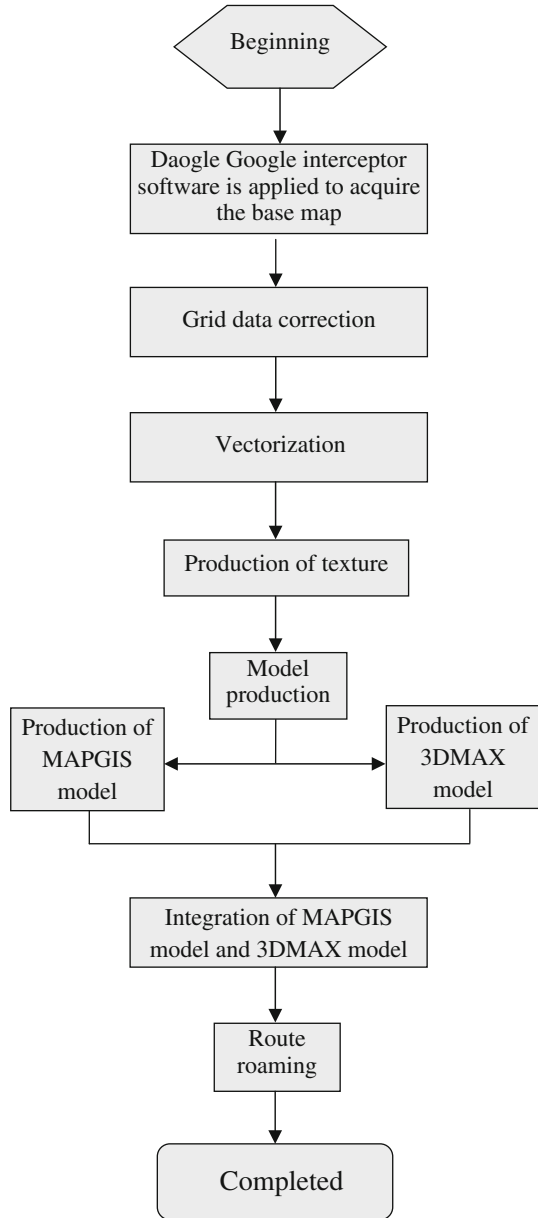 Beginning
Daogle Google interceptor
software is applied to acquire
the base map
Grid data correction
Vectorization
Production of texture
Model
production
Production of
MAPGIS
model
Production of
3DMAX
model
Integration of MAPGIS
model and 3DMAX model
Route
roaming
Completed